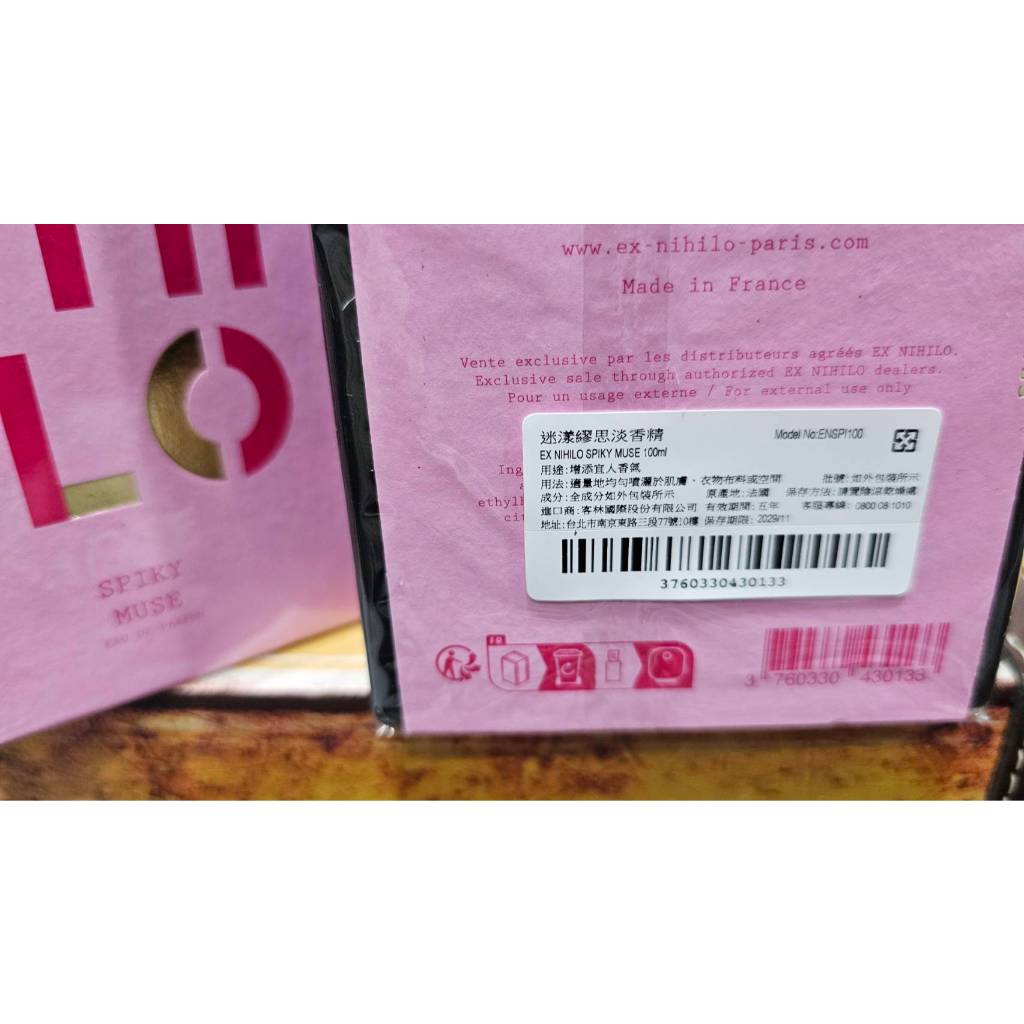 LO
SPIKY
MUSE
EAU DE PARFUM
www.ex-nihilo-paris.com
Made in France
Vente exclusive par les distributeurs agréés EX NIHILO.
Exclusive sale through authorized EX NIHILO dealers.
Pour un usage externe / For external use only
Ing
ethylh
cit
迷漾繆思淡香精 Model No:ENSPI100
EX NIHILO SPIKY MUSE 100ml
用途:增添宜人香氣
用法:適量地均勻噴灑於肌膚、衣物布料或空間 批號:如外包裝所示
成分:全成分如外包裝所示 原產地:法國 保存方法:請置陰涼乾燥處
進口商:客林國際股份有限公司 有效期間:五年 客服專線: 0800 08 1010
地址:台北市南京東路三段77號10樓 保存期限: 2029/11
3760330430133
FR
3 760330 430133